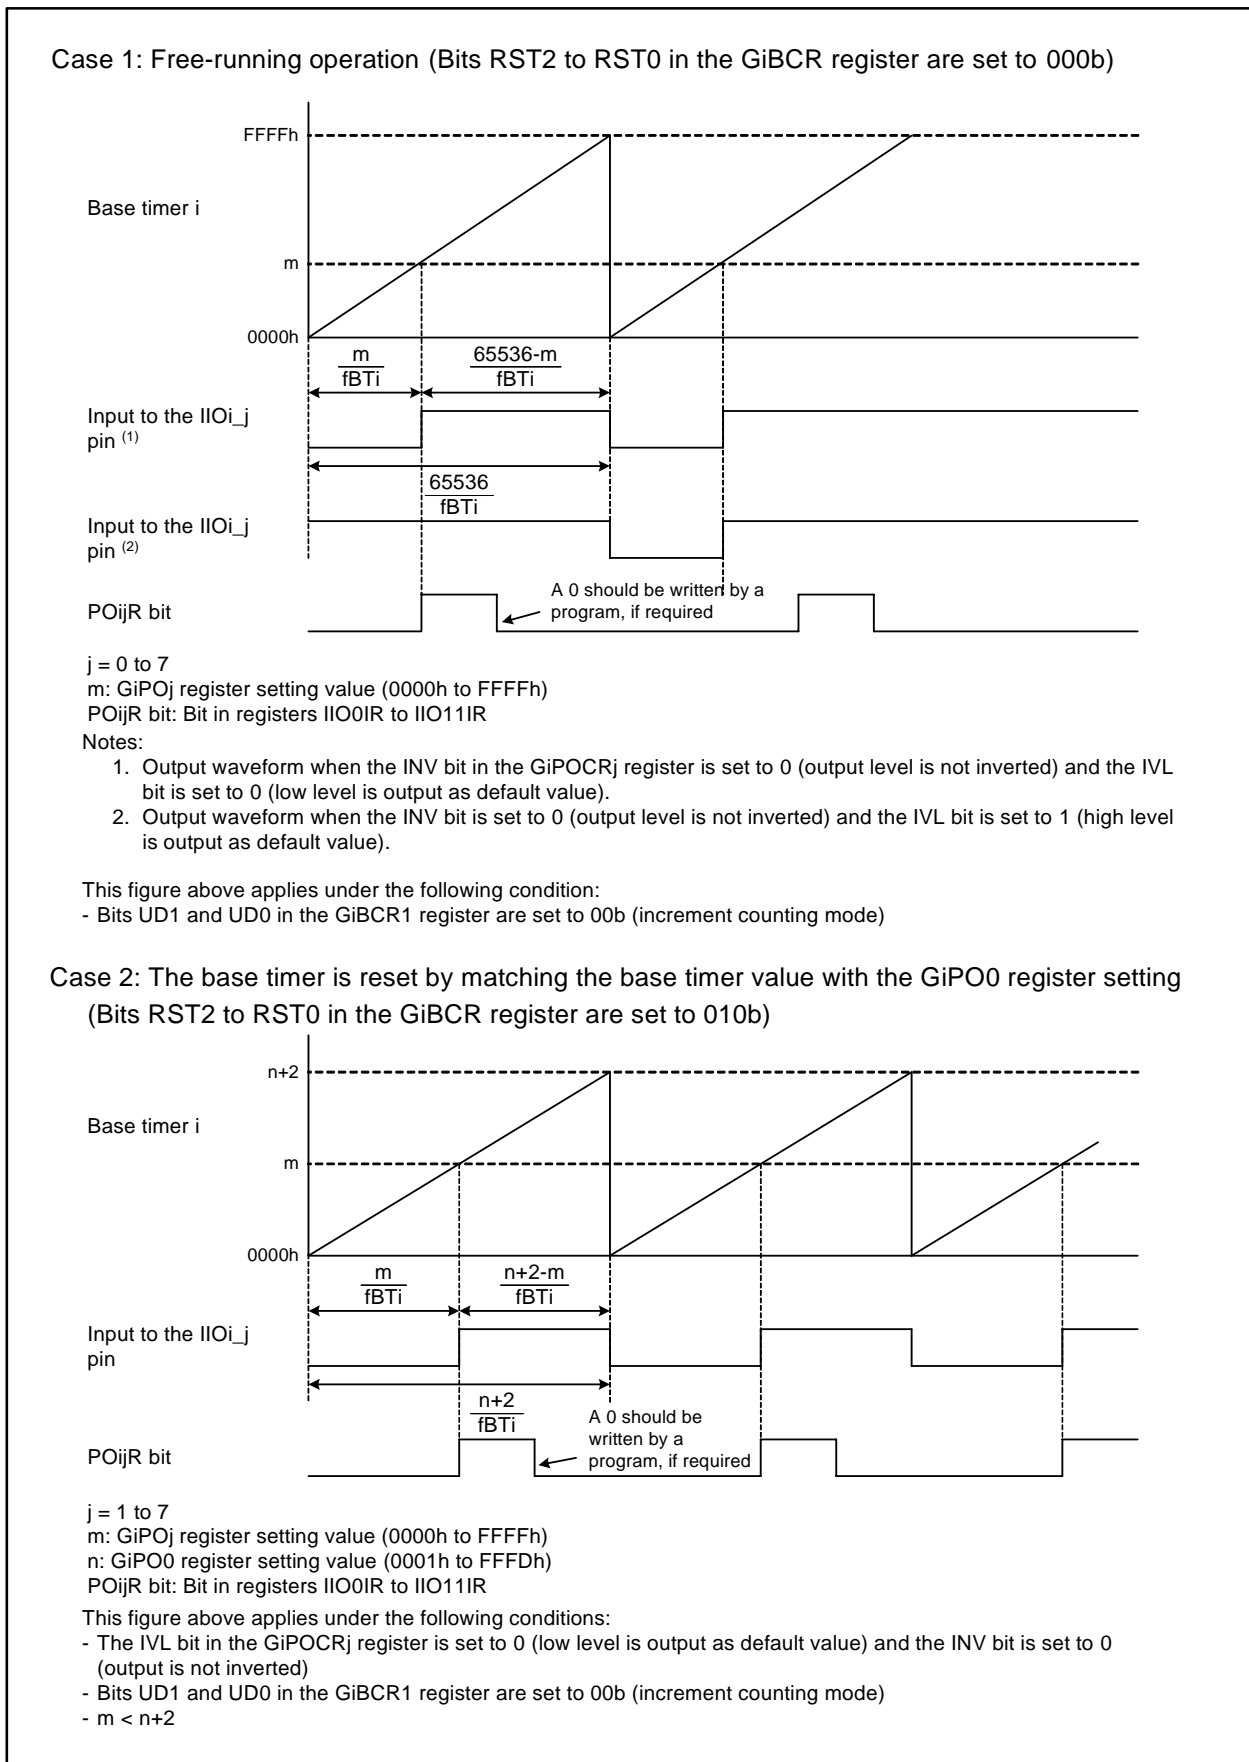 Case 1: Free-running operation (Bits RST2 to RST0 in the GiBCR register are set to 000b)
FFFFh
Base timer i
m
0000h
m
fBTi
65536-m
fBTi
Input to the IIOi_j
pin (1)
65536
fBTi
Input to the IIOi_j
pin (2)
A 0 should be written by a
program, if required
POijR bit
j = 0 to 7
m: GiPOj register setting value (0000h to FFFFh)
POijR bit: Bit in registers IIO0IR to IIO11IR
Notes:
1. Output waveform when the INV bit in the GiPOCRj register is set to 0 (output level is not inverted) and the IVL
bit is set to 0 (low level is output as default value).
2. Output waveform when the INV bit is set to 0 (output level is not inverted) and the IVL bit is set to 1 (high level
is output as default value).
This figure above applies under the following condition:
- Bits UD1 and UD0 in the GiBCR1 register are set to 00b (increment counting mode)
Case 2: The base timer is reset by matching the base timer value with the GiPO0 register setting
(Bits RST2 to RST0 in the GiBCR register are set to 010b)
n+2
Base timer i
m
0000h
m
fBTi
n+2-m
fBTi
Input to the IIOi_j
pin
n+2
fBTi
A 0 should be
written by a
program, if required
POijR bit
j = 1 to 7
m: GiPOj register setting value (0000h to FFFFh)
n: GiPO0 register setting value (0001h to FFFDh)
POijR bit: Bit in registers IIO0IR to IIO11IR
This figure above applies under the following conditions:
- The IVL bit in the GiPOCRj register is set to 0 (low level is output as default value) and the INV bit is set to 0
(output is not inverted)
- Bits UD1 and UD0 in the GiBCR1 register are set to 00b (increment counting mode)
- m < n+2